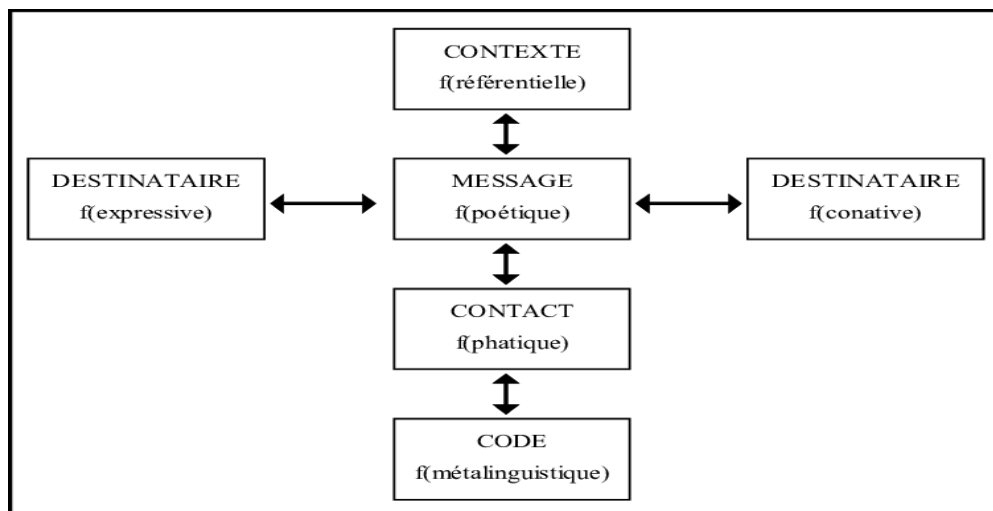 CONTEXTE
f(référentielle)
DESTINATAIRE
f(expressive)
MESSAGE
f(poétique)
DESTINATAIRE
f(conative)
CONTACT
f(phatique)
CODE
f(métalinguistique)